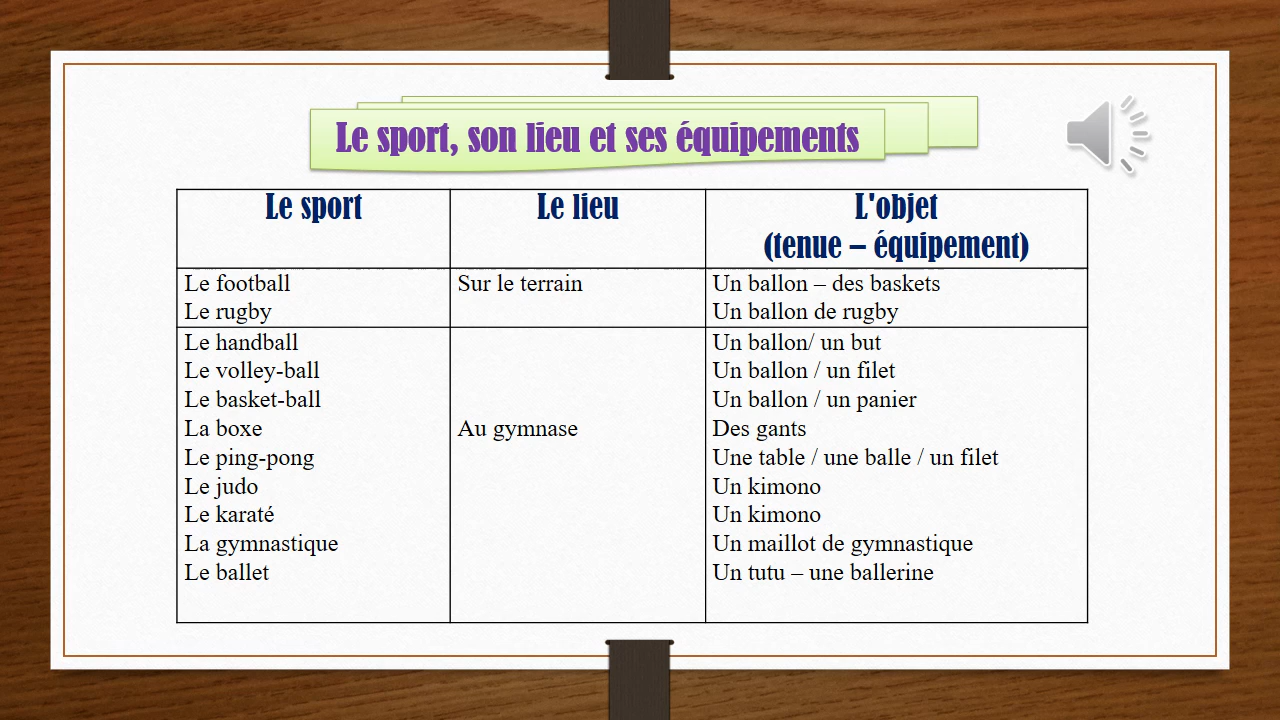 Le sport, son lieu et ses équipements
Le sport
Le lieu
L'objet
(tenue – équipement)
Le football
Sur le terrain
Un ballon – des baskets
Le rugby
Un ballon de rugby
Le handball
Un ballon/ un but
Le volley-ball
Un ballon / un filet
Le basket-ball
Un ballon / un panier
La boxe
Au gymnase
Des gants
Le ping-pong
Une table / une balle / un filet
Le judo
Un kimono
Le karaté
Un kimono
La gymnastique
Un maillot de gymnastique
Le ballet
Un tutu – une ballerine